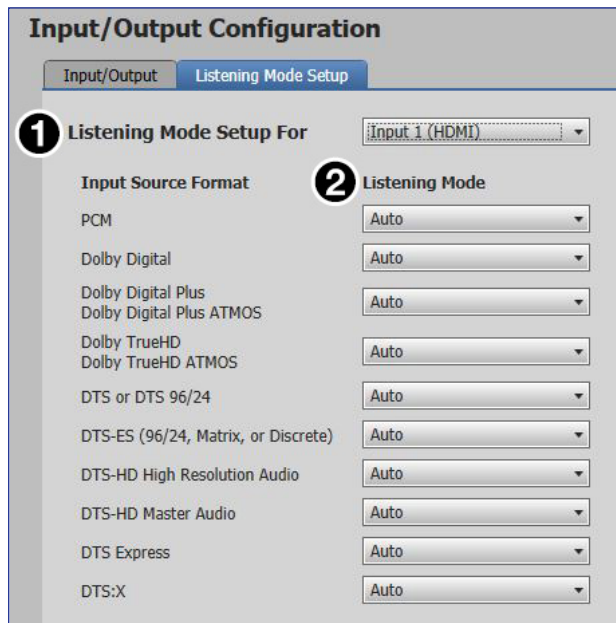 Input/Output Configuration
Input/Output Listening Mode Setup
1 Listening Mode Setup For Input 1 (HDMI)
Input Source Format 2 Listening Mode
PCM Auto
Dolby Digital Auto
Dolby Digital Plus
Dolby Digital Plus ATMOS Auto
Dolby TrueHD
Dolby TrueHD ATMOS Auto
DTS or DTS 96/24 Auto
DTS-ES (96/24, Matrix, or Discrete) Auto
DTS-HD High Resolution Audio Auto
DTS-HD Master Audio Auto
DTS Express Auto
DTS:X Auto